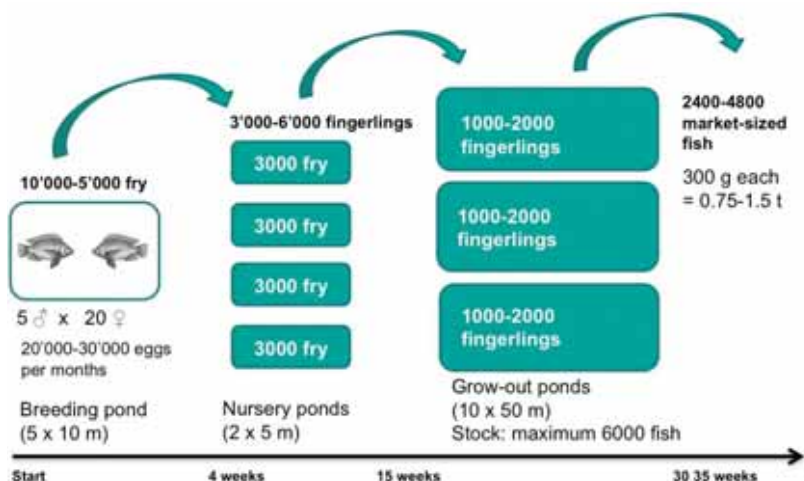 10'000-5'000 fry
5 ♂ x 20 ♀
20'000-30'000 eggs
per months
Breeding pond
(5 x 10 m)
3'000-6'000 fingerlings
3000 fry
3000 fry
3000 fry
3000 fry
Nursery ponds
(2 x 5 m)
1000-2000
fingerlings
1000-2000
fingerlings
1000-2000
fingerlings
Grow-out ponds
(10 x 50 m)
Stock: maximum 6000 fish
2400-4800
market-sized
fish
300 g each
= 0.75-1.5 t
Start
4 weeks
15 weeks
30 35 weeks